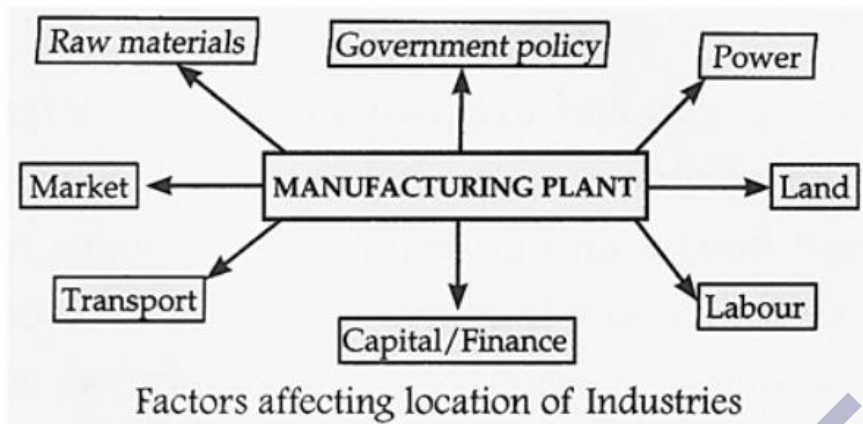 Raw materials
Government policy
Power
Market
MANUFACTURING PLANT
Land
Transport
Capital/Finance
Labour
Factors affecting location of Industries